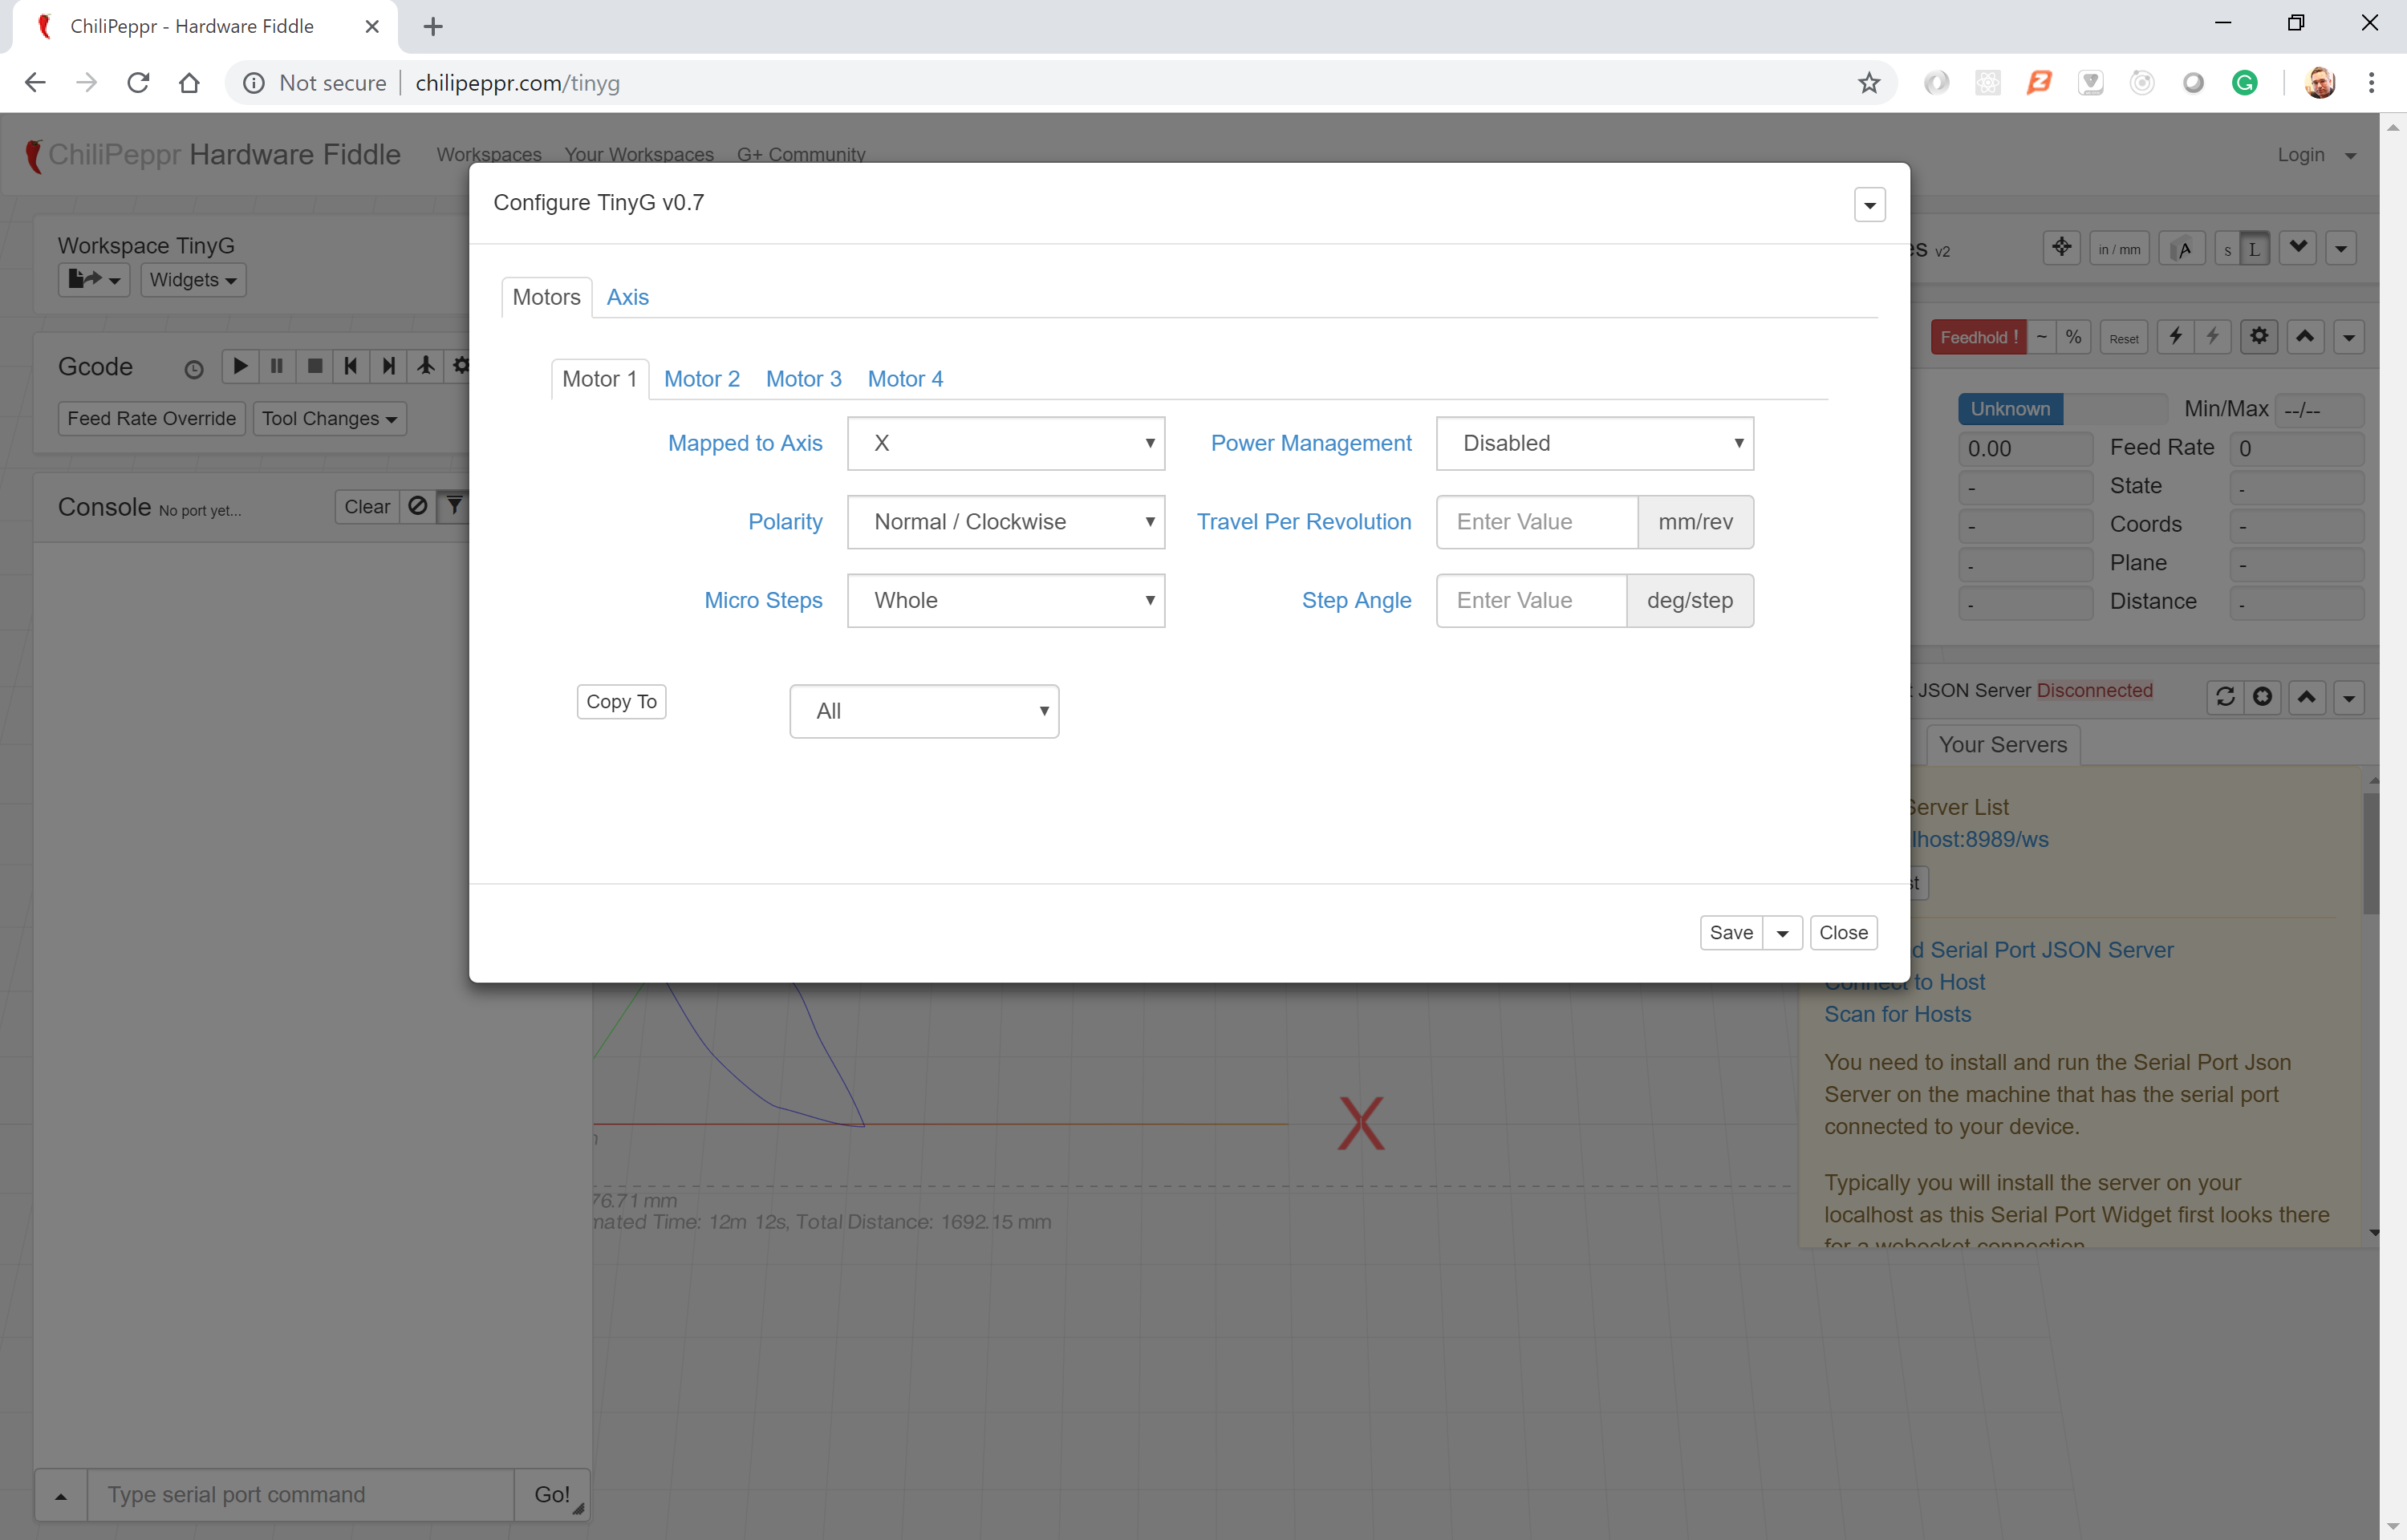 ChiliPeppr - Hardware Fiddle
Not secure
chilipeppr.com/tinyg
ChiliPeppr Hardware Fiddle
Workspaces
Your Workspaces
G+ Community
Login
Configure TinyG v0.7
Workspace TinyG
Widgets
v2
in / mm
A
s
L
Motors
Axis
Gcode
Feed Rate Override
Tool Changes
Feedhold !
~
%
Reset
Motor 1
Motor 2
Motor 3
Motor 4
Mapped to Axis
X
Power Management
Disabled
Polarity
Normal / Clockwise
Travel Per Revolution
Enter Value
mm/rev
Micro Steps
Whole
Step Angle
Enter Value
deg/step
Copy To
All
Save
Close
Console No port yet...
Clear
Unknown
Min/Max
--/--
0.00
Feed Rate
0
-
State
-
-
Coords
-
-
Plane
-
-
Distance
-
JSON Server Disconnected
Your Servers
Server List
lhost:8989/ws
st
d Serial Port JSON Server
Connect to Host
Scan for Hosts
You need to install and run the Serial Port Json
Server on the machine that has the serial port
connected to your device.
Typically you will install the server on your
localhost as this Serial Port Widget first looks there
for a websocket connection
X
76.71 mm
mated Time: 12m 12s, Total Distance: 1692.15 mm
Type serial port command
Go!